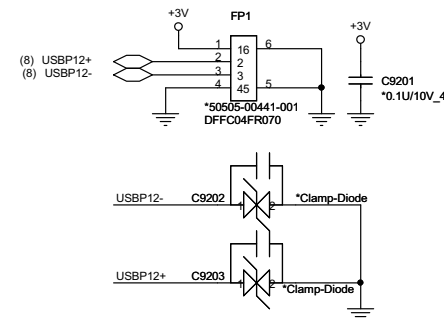 +3V
FP1
+3V
1 16 6
(8) USBP12+ 2 2
(8) USBP12- 3 3
4 45 5
C9201
*0.1U/10V_4
*50505-00441-001
DFFC04FR070
USBP12- C9202 1 2 *Clamp-Diode
USBP12+ C9203 1 2 *Clamp-Diode